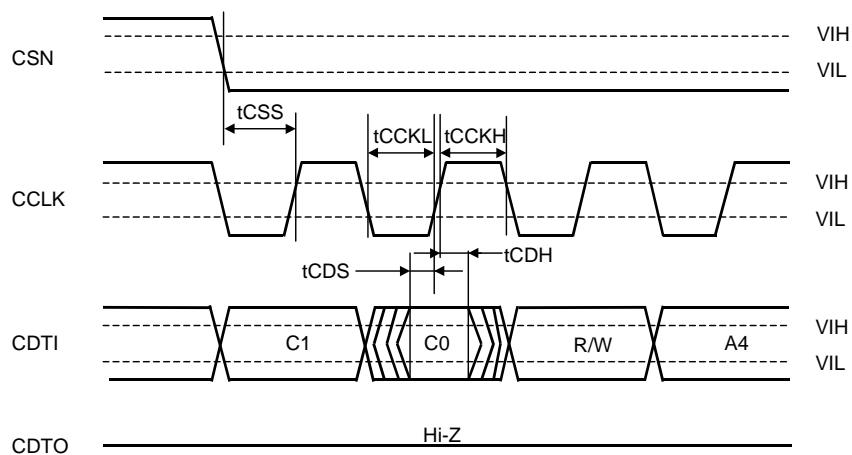 CSN
VIH
VIL
tCSS
tCCKL
tCCKH
CCLK
VIH
VIL
tCDS
tCDH
CDTI
C1
C0
R/W
A4
VIH
VIL
CDTO
Hi-Z